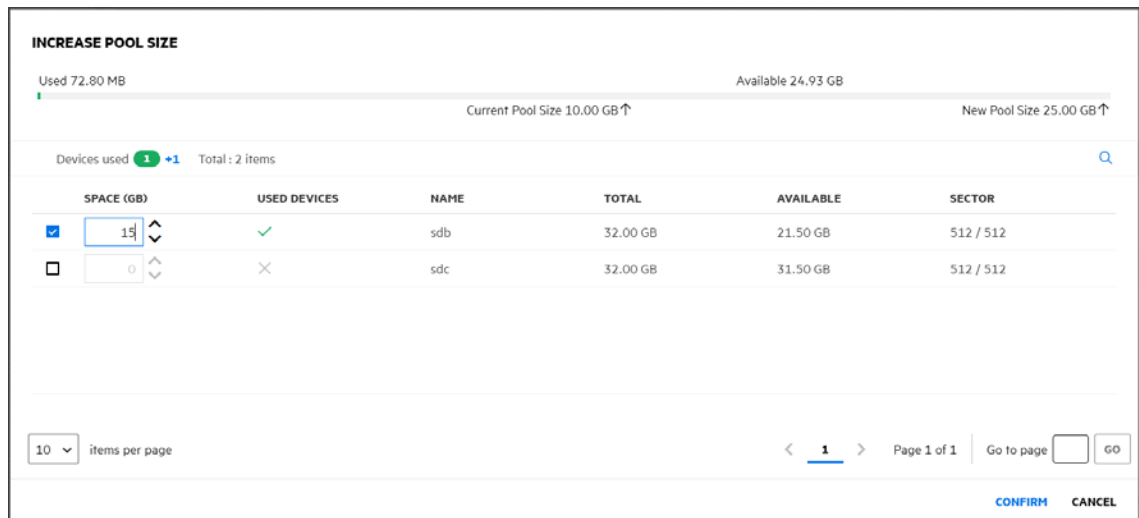 INCREASE POOL SIZE
Used 72.80 MB Available 24.93 GB
Current Pool Size 10.00 GB↑ New Pool Size 25.00 GB↑
Devices used 1 +1 Total : 2 items
SPACE (GB) USED DEVICES NAME TOTAL AVAILABLE SECTOR
15 sdb 32.00 GB 21.50 GB 512 / 512
0 sdc 32.00 GB 31.50 GB 512 / 512
10 items per page < 1 > Page 1 of 1 Go to page GO
CONFIRM CANCEL